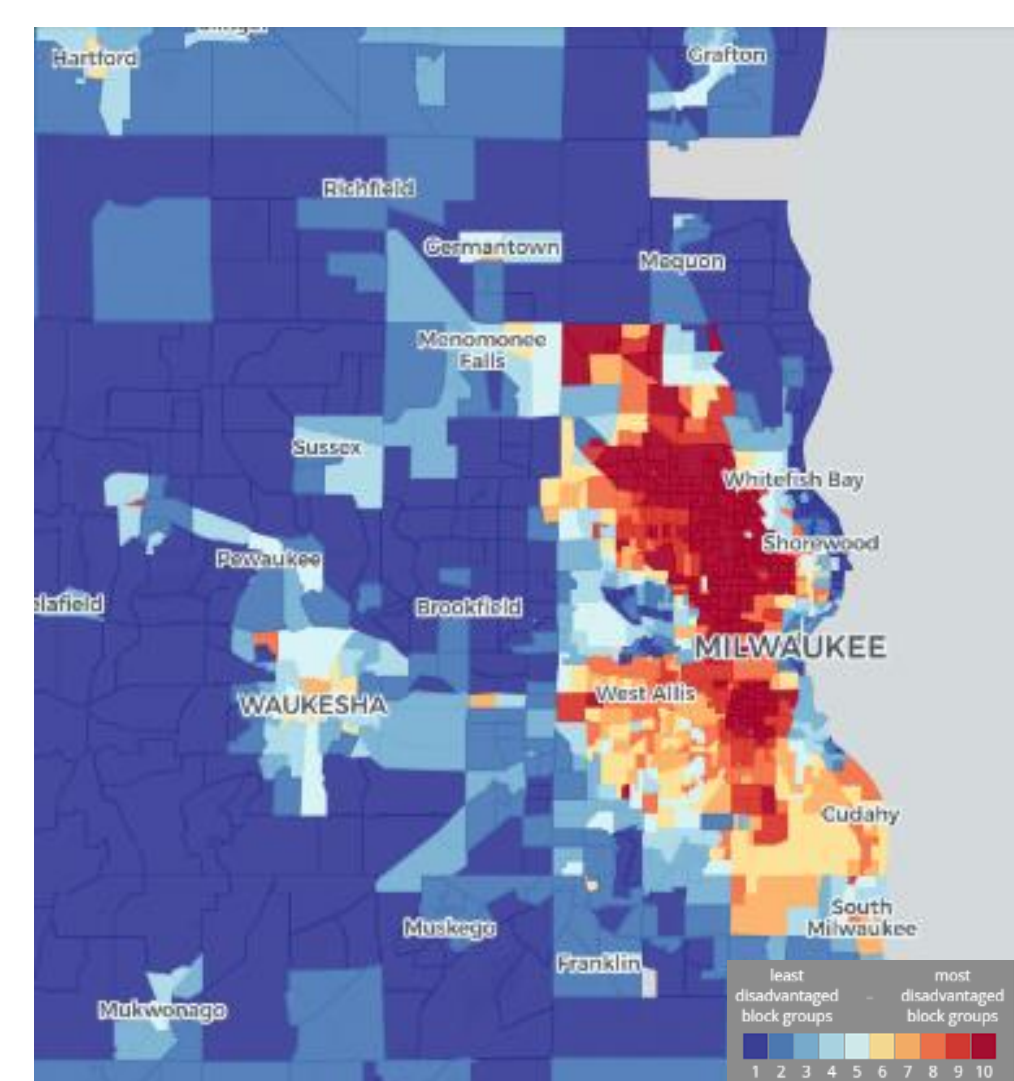 Hartford
Grafton
Richfield
Germantown
Mequon
Menomonee
Falls
Sussex
Whitefish Bay
Shorewood
Pewaukee
elafield
Brookfield
MILWAUKEE
West Allis
WAUKESHA
Cudahy
South
Milwaukee
Muskego
Franklin
Mukwonago
least
disadvantaged
block groups
-
most
disadvantaged
block groups
1 2 3 4 5 6 7 8 9 10